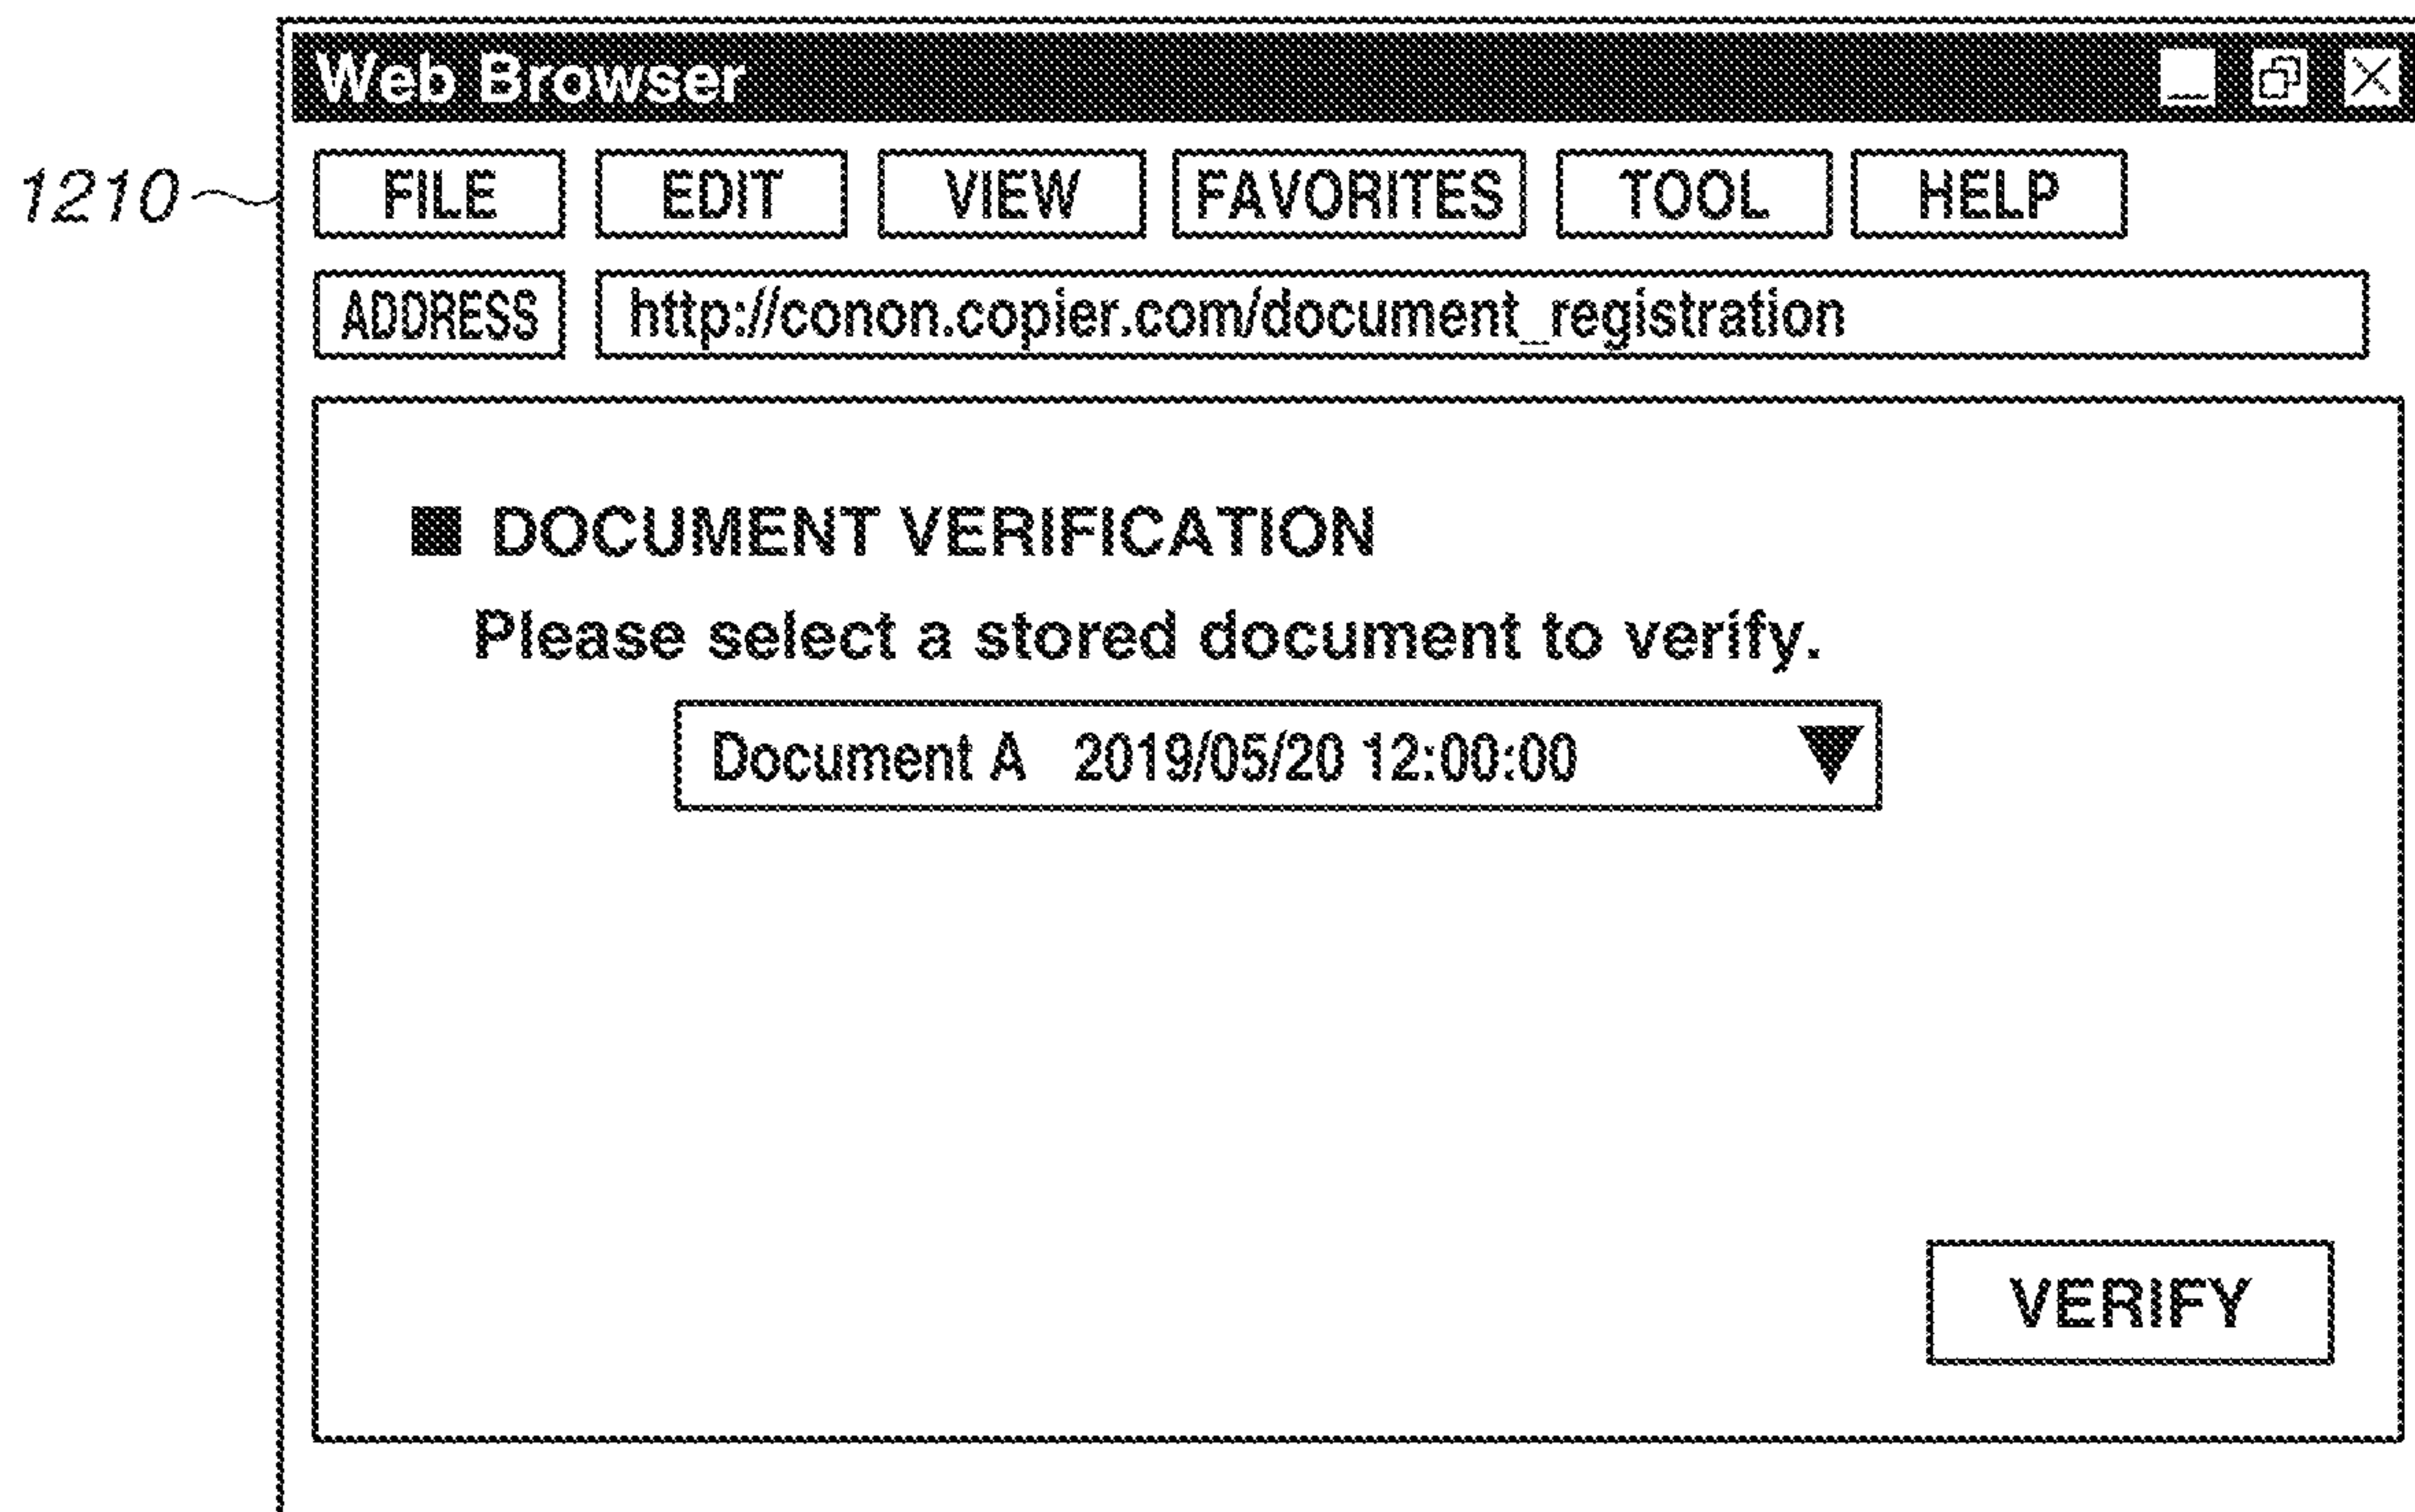 Web Browser
1210
FILE EDIT VIEW FAVORITES TOOL HELP
ADDRESS http://conon.copier.com/document_registration
■ DOCUMENT VERIFICATION
Please select a stored document to verify.
Document A 2019/05/20 12:00:00
VERIFY